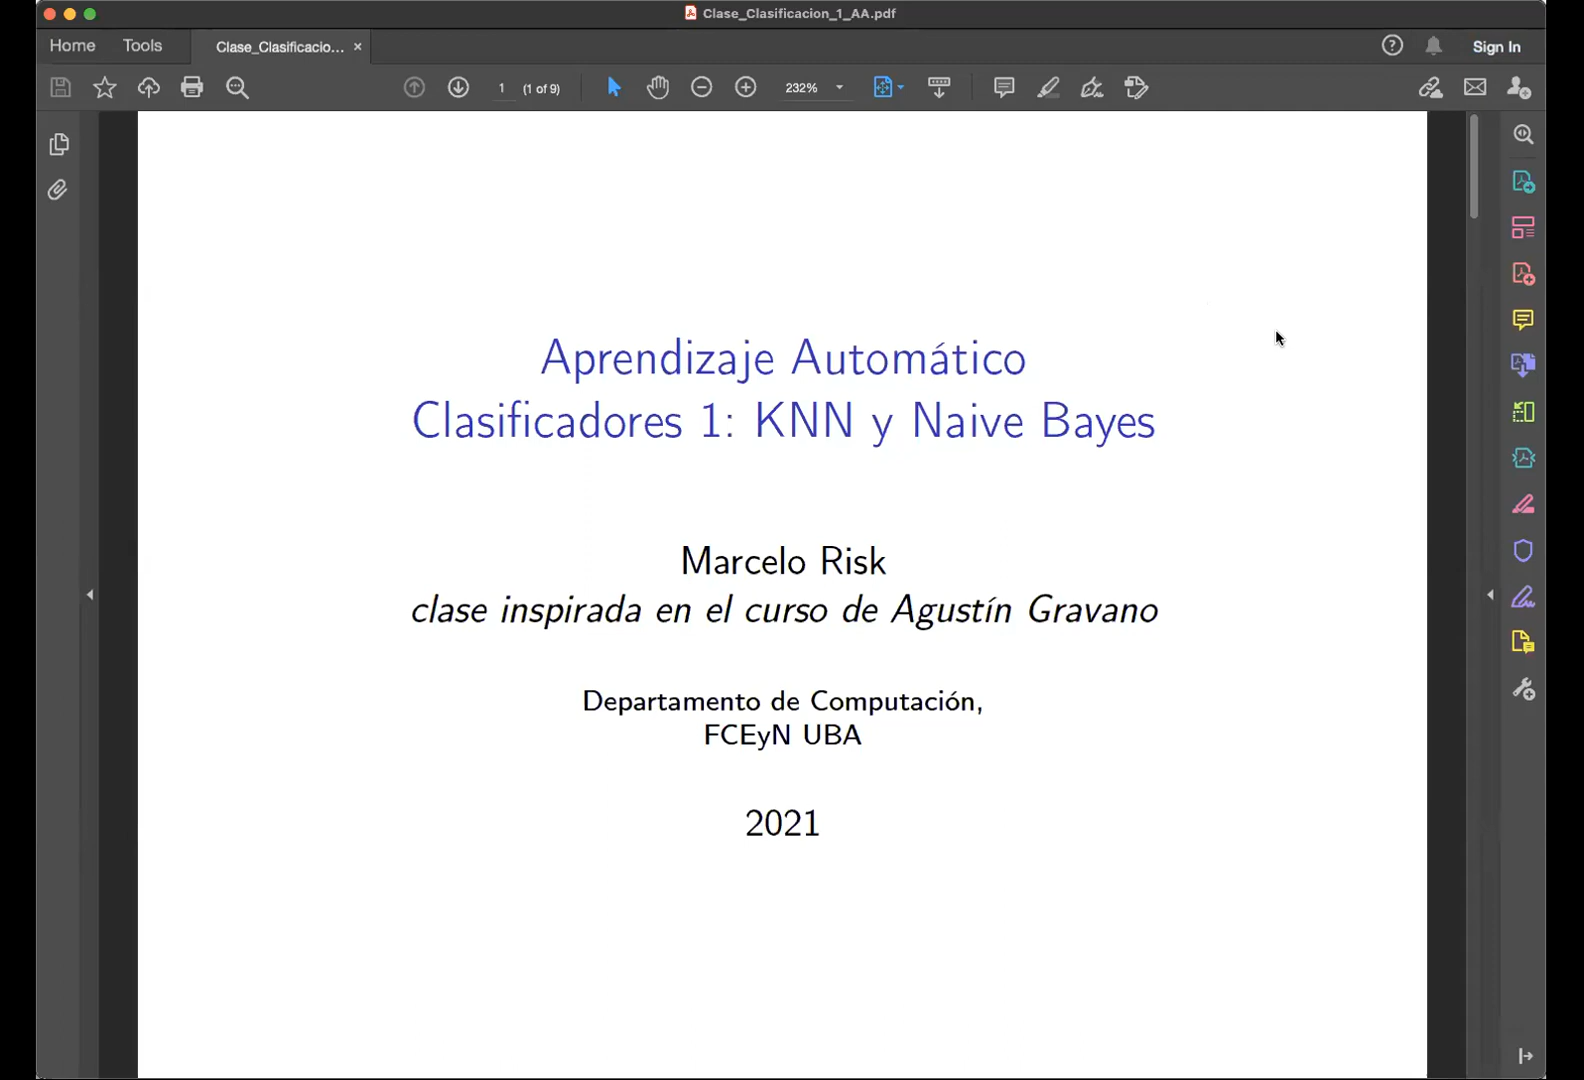 Clase_Clasificacion_1_AA.pdf
Home Tools Clase_Clasificacio... × Sign In
1 (1 of 9) 232%
Aprendizaje Automático
Clasificadores 1: KNN y Naive Bayes
Marcelo Risk
clase inspirada en el curso de Agustín Gravano
Departamento de Computación,
FCEyN UBA
2021